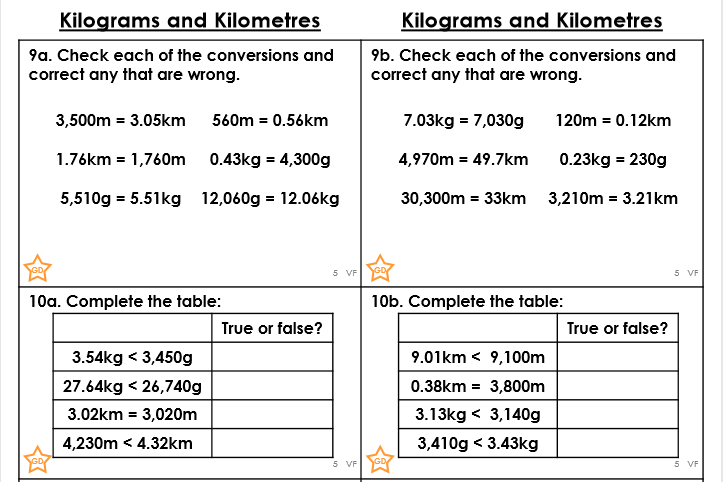 Kilograms and Kilometres
9a. Check each of the conversions and
correct any that are wrong.
3,500m = 3.05km 560m = 0.56km
1.76km = 1,760m 0.43kg = 4,300g
5,510g = 5.51kg 12,060g = 12.06kg
GD
5 VF
Kilograms and Kilometres
9b. Check each of the conversions and
correct any that are wrong.
7.03kg = 7,030g 120m = 0.12km
4,970m = 49.7km 0.23kg = 230g
30,300m = 33km 3,210m = 3.21km
GD
5 VF
10a. Complete the table:
True or false?
3.54kg < 3,450g
27.64kg < 26,740g
3.02km = 3,020m
4,230m < 4.32km
GD
5 VF
10b. Complete the table:
True or false?
9.01km < 9,100m
0.38km = 3,800m
3.13kg < 3,140g
3,410g < 3.43kg
GD
5 VF